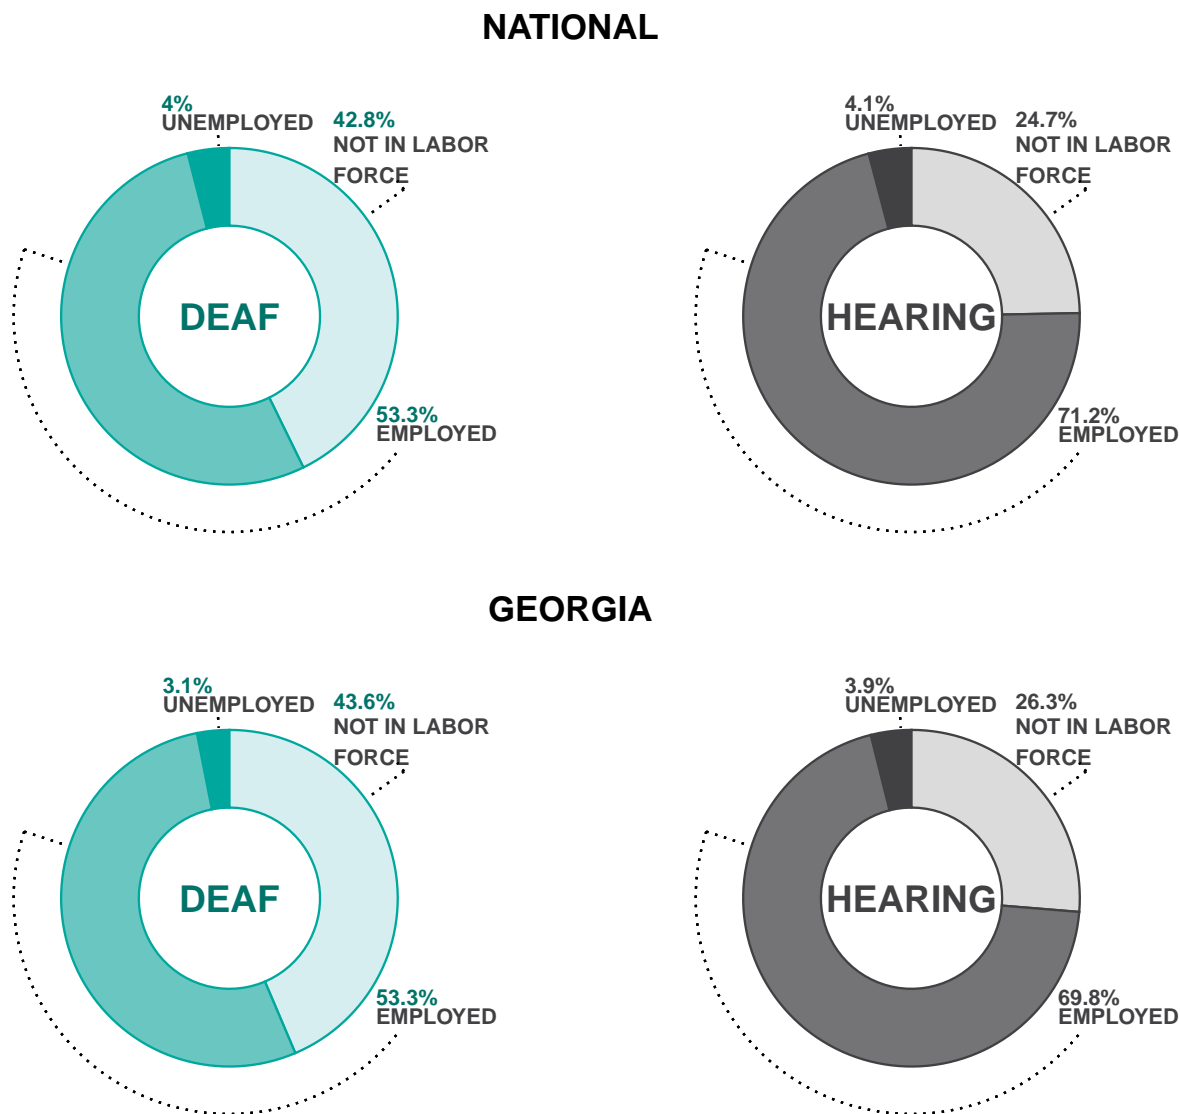 NATIONAL
4%
UNEMPLOYED
42.8%
NOT IN LABOR
FORCE
DEAF
53.3%
EMPLOYED
4.1%
UNEMPLOYED
24.7%
NOT IN LABOR
FORCE
HEARING
71.2%
EMPLOYED
GEORGIA
3.1%
UNEMPLOYED
43.6%
NOT IN LABOR
FORCE
DEAF
53.3%
EMPLOYED
3.9%
UNEMPLOYED
26.3%
NOT IN LABOR
FORCE
HEARING
69.8%
EMPLOYED